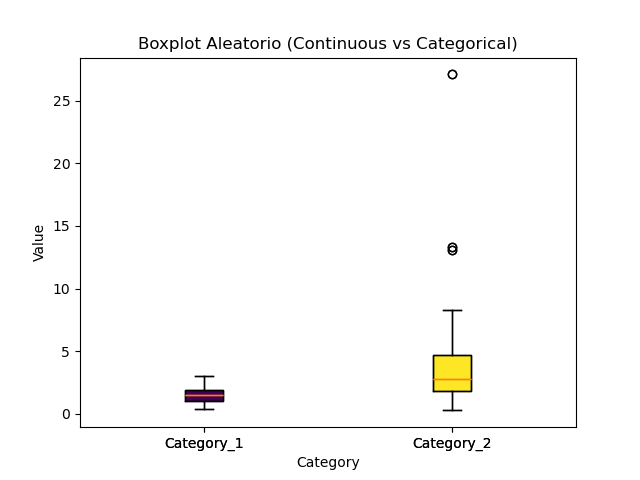 Boxplot Aleatorio (Continuous vs Categorical)
Value
25
20
15
10
5
0
Category_1
Category_2
Category